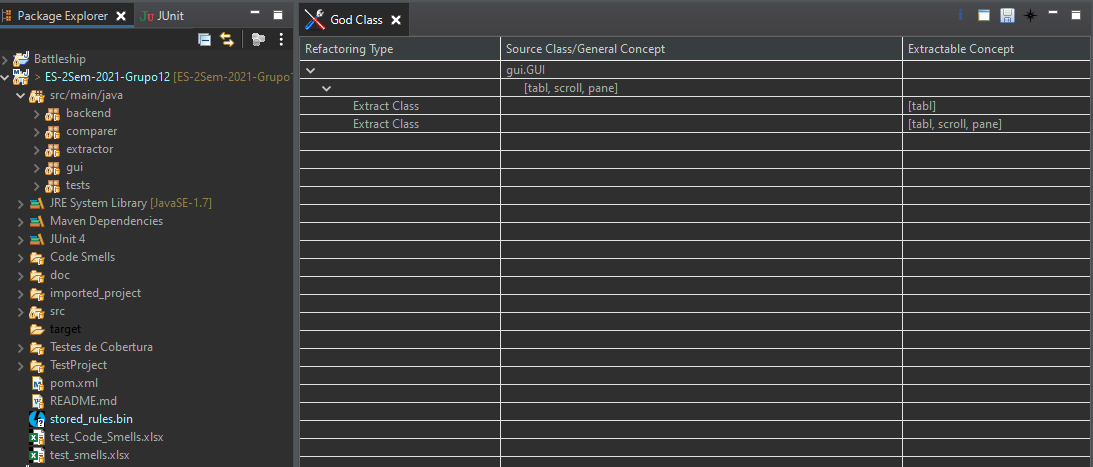 Package Explorer
JUnit
Battleship
> ES-2Sem-2021-Grupo12 [ES-2Sem-2021-Grupo1
src/main/java
backend
comparer
extractor
gui
tests
JRE System Library [JavaSE-1.7]
Maven Dependencies
JUnit 4
Code Smells
doc
imported_project
src
target
Testes de Cobertura
TestProject
pom.xml
README.md
stored_rules.bin
test_Code_Smells.xlsx
test_smells.xlsx
God Class
Refactoring Type Source Class/General Concept Extractable Concept
gui.GUI
[tabl, scroll, pane]
Extract Class [tabl]
Extract Class [tabl, scroll, pane]